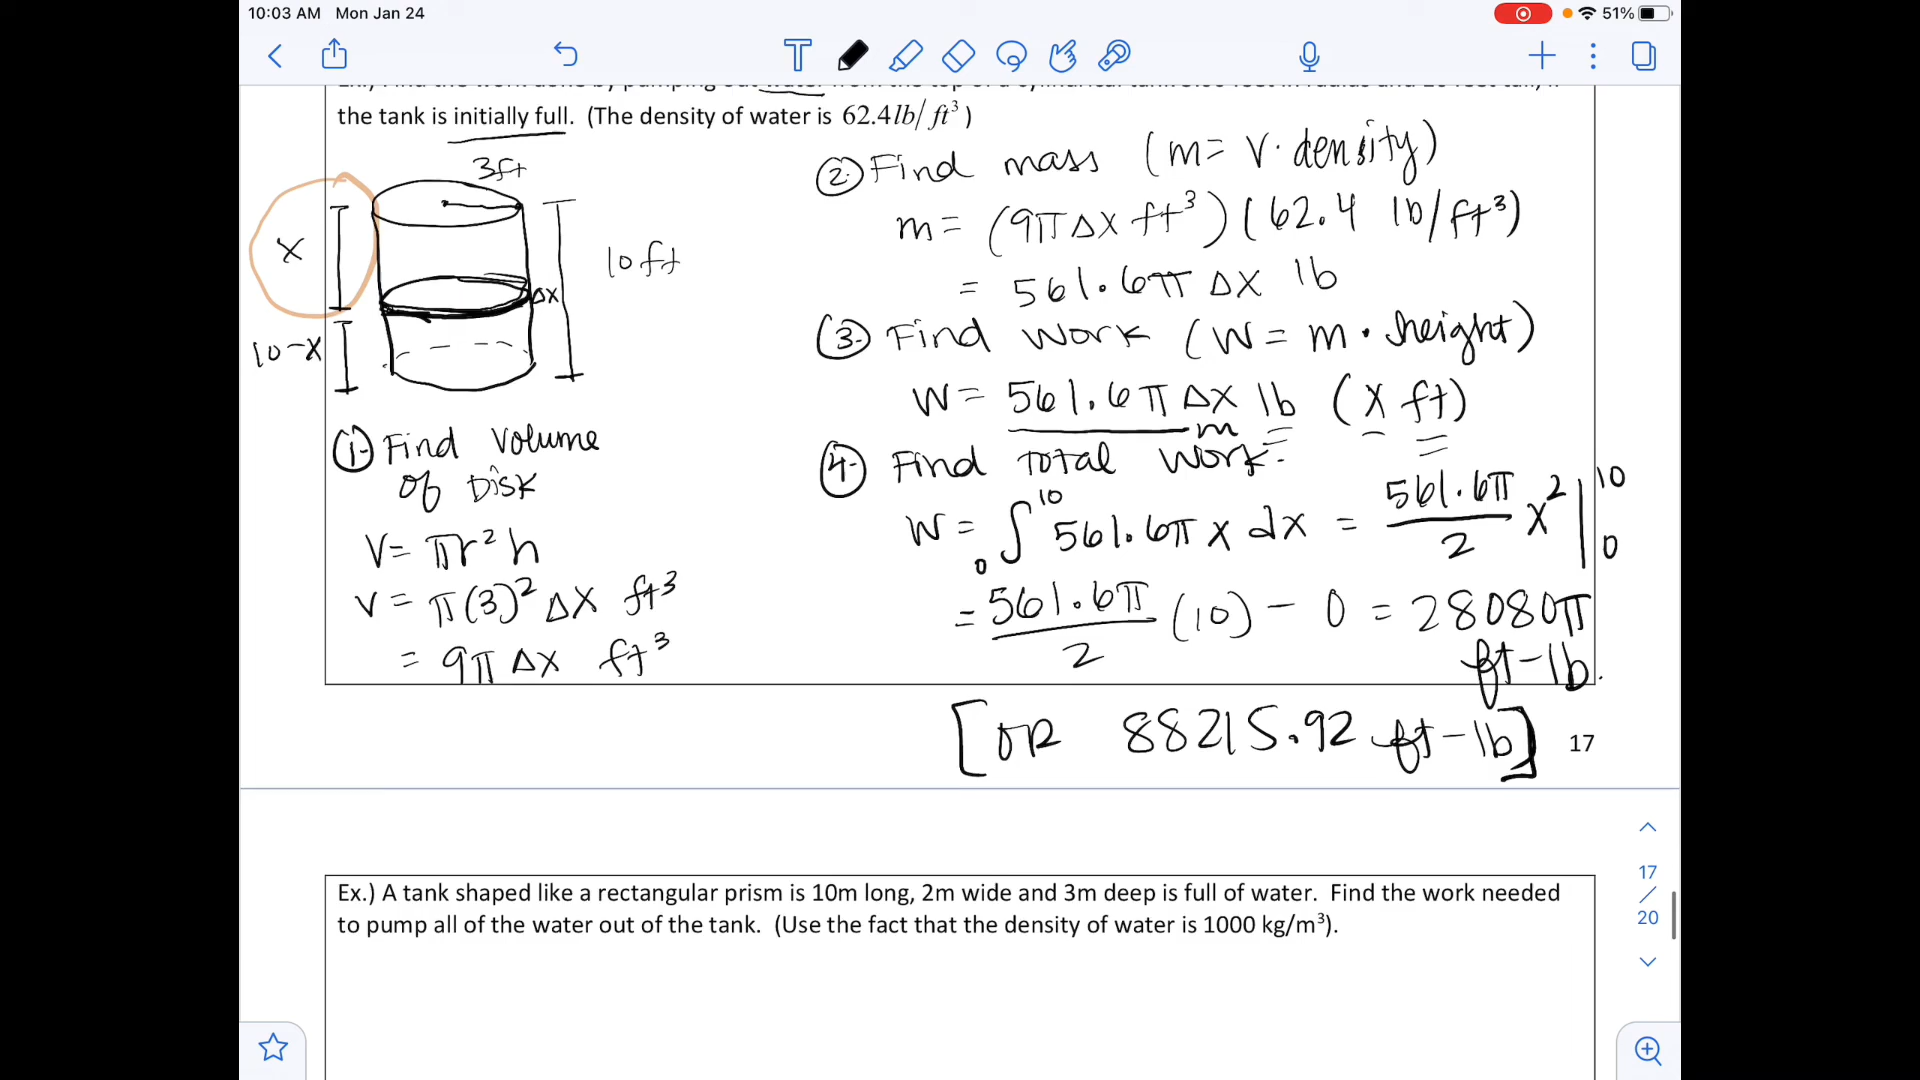 10:03 AM Mon Jan 24
51%
the tank is initially full. (The density of water is 62.4lb/ft³)
3ft
x
10ft
Δx
10-x
① Find Volume
of Disk
V= πr²h
V= π(3)² Δx ft³
= 9π Δx ft³
② Find mass (m= V·density)
m= (9πΔx ft³)(62.4 lb/ft³)
= 561.6π Δx lb
③ Find Work (W= m·height)
W= 561.6π Δx lb (x ft)
m
④ Find Total Work:
W = ∫₀¹⁰ 561.6π x dx = 561.6π/2 x² |₀¹⁰
= 561.6π/2 (10) - 0 = 28080π
ft-lb.
[OR 88215.92 ft-lb]
17
Ex.) A tank shaped like a rectangular prism is 10m long, 2m wide and 3m deep is full of water. Find the work needed
to pump all of the water out of the tank. (Use the fact that the density of water is 1000 kg/m³).
17
/
20